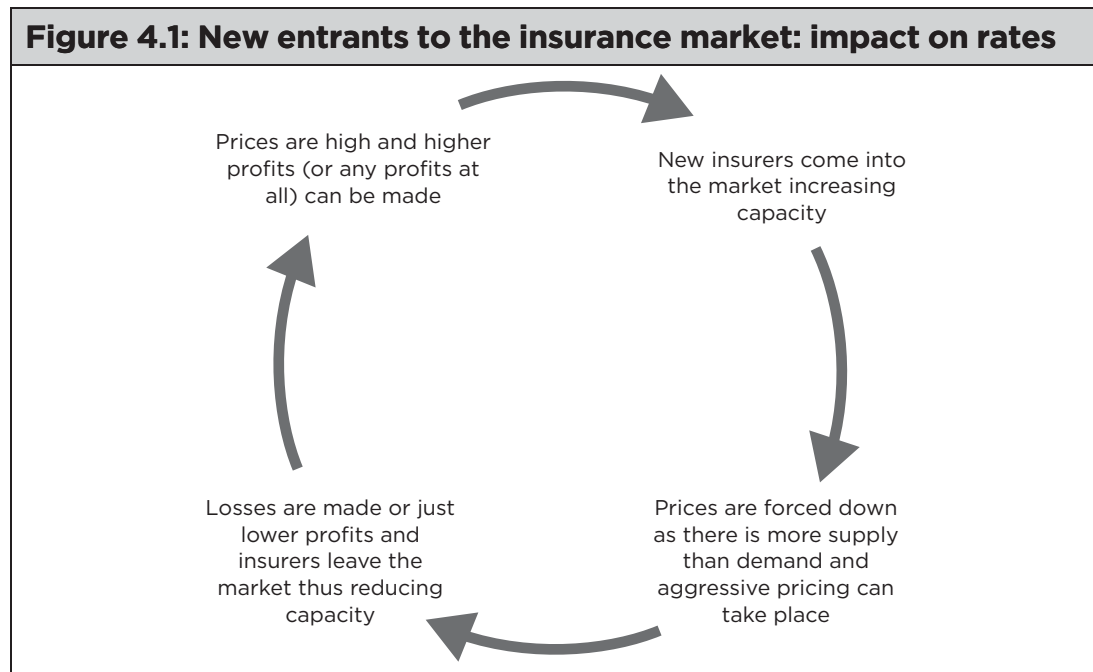 Figure 4.1: New entrants to the insurance market: impact on rates
Prices are high and higher
profits (or any profits at
all) can be made
New insurers come into
the market increasing
capacity
Prices are forced down
as there is more supply
than demand and
aggressive pricing can
take place
Losses are made or just
lower profits and
insurers leave the
market thus reducing
capacity